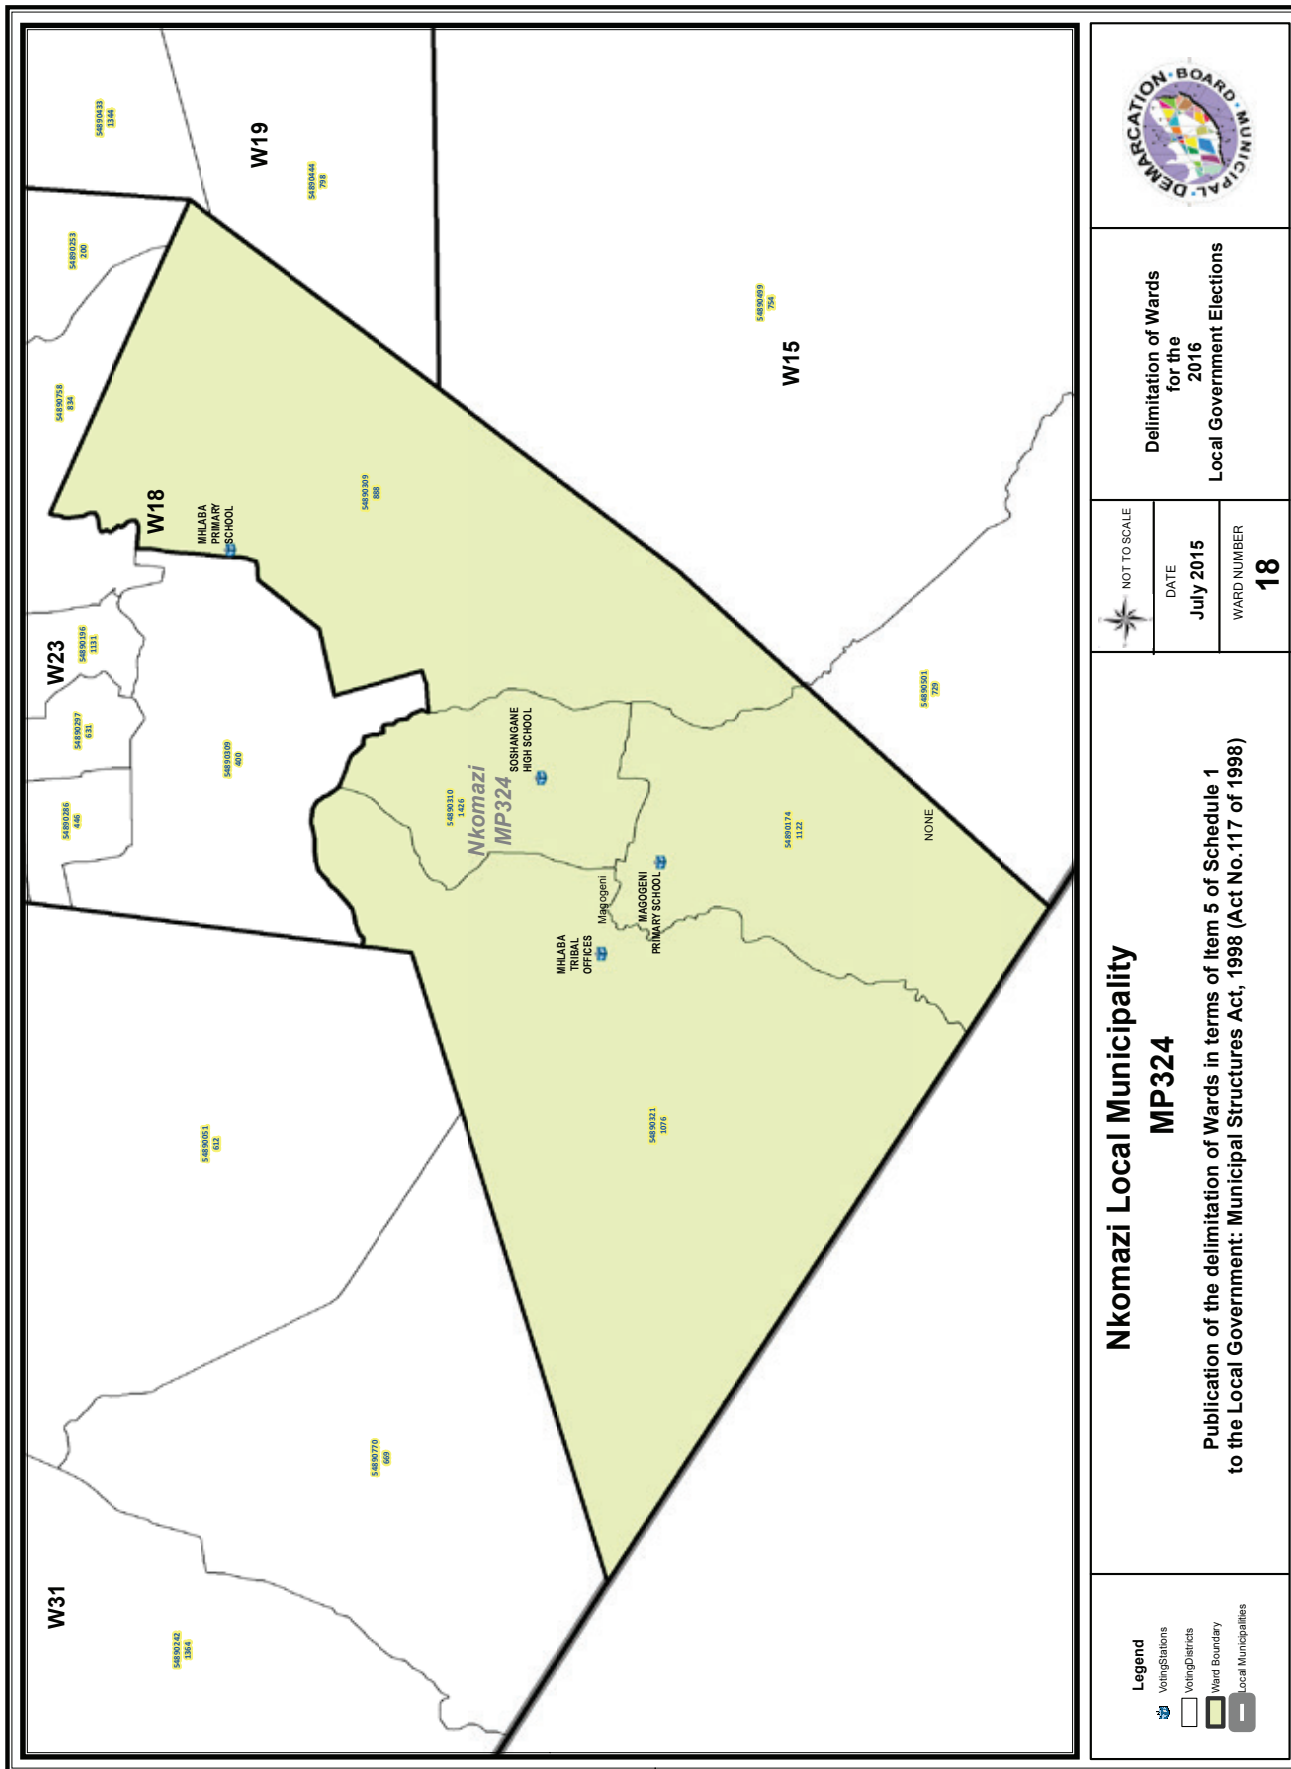 W31
54890242
1364
54890770
669
54890051
612
54890286
446
54890297
631
W23
54890196
1131
54890309
400
54890758
834
54890253
200
54890433
1344
W19
54890444
798
W18
MHLABA
PRIMARY
SCHOOL
54890309
888
54890310
1426
Nkomazi
MP324
SOSHANGANE
HIGH SCHOOL
MHLABA
TRIBAL
OFFICES
Magogeni
MAGOGENI
PRIMARY SCHOOL
54890321
1076
54890174
1122
NONE
54890499
754
W15
54890501
729
Legend
VotingStations
VotingDistricts
Ward Boundary
Local Municipalities
Nkomazi Local Municipality
MP324
Publication of the delimitation of Wards in terms of Item 5 of Schedule 1
to the Local Government: Municipal Structures Act, 1998 (Act No.117 of 1998)
NOT TO SCALE
DATE
July 2015
WARD NUMBER
18
Delimitation of Wards
for the
2016
Local Government Elections
MUNICIPAL DEMARCATION BOARD